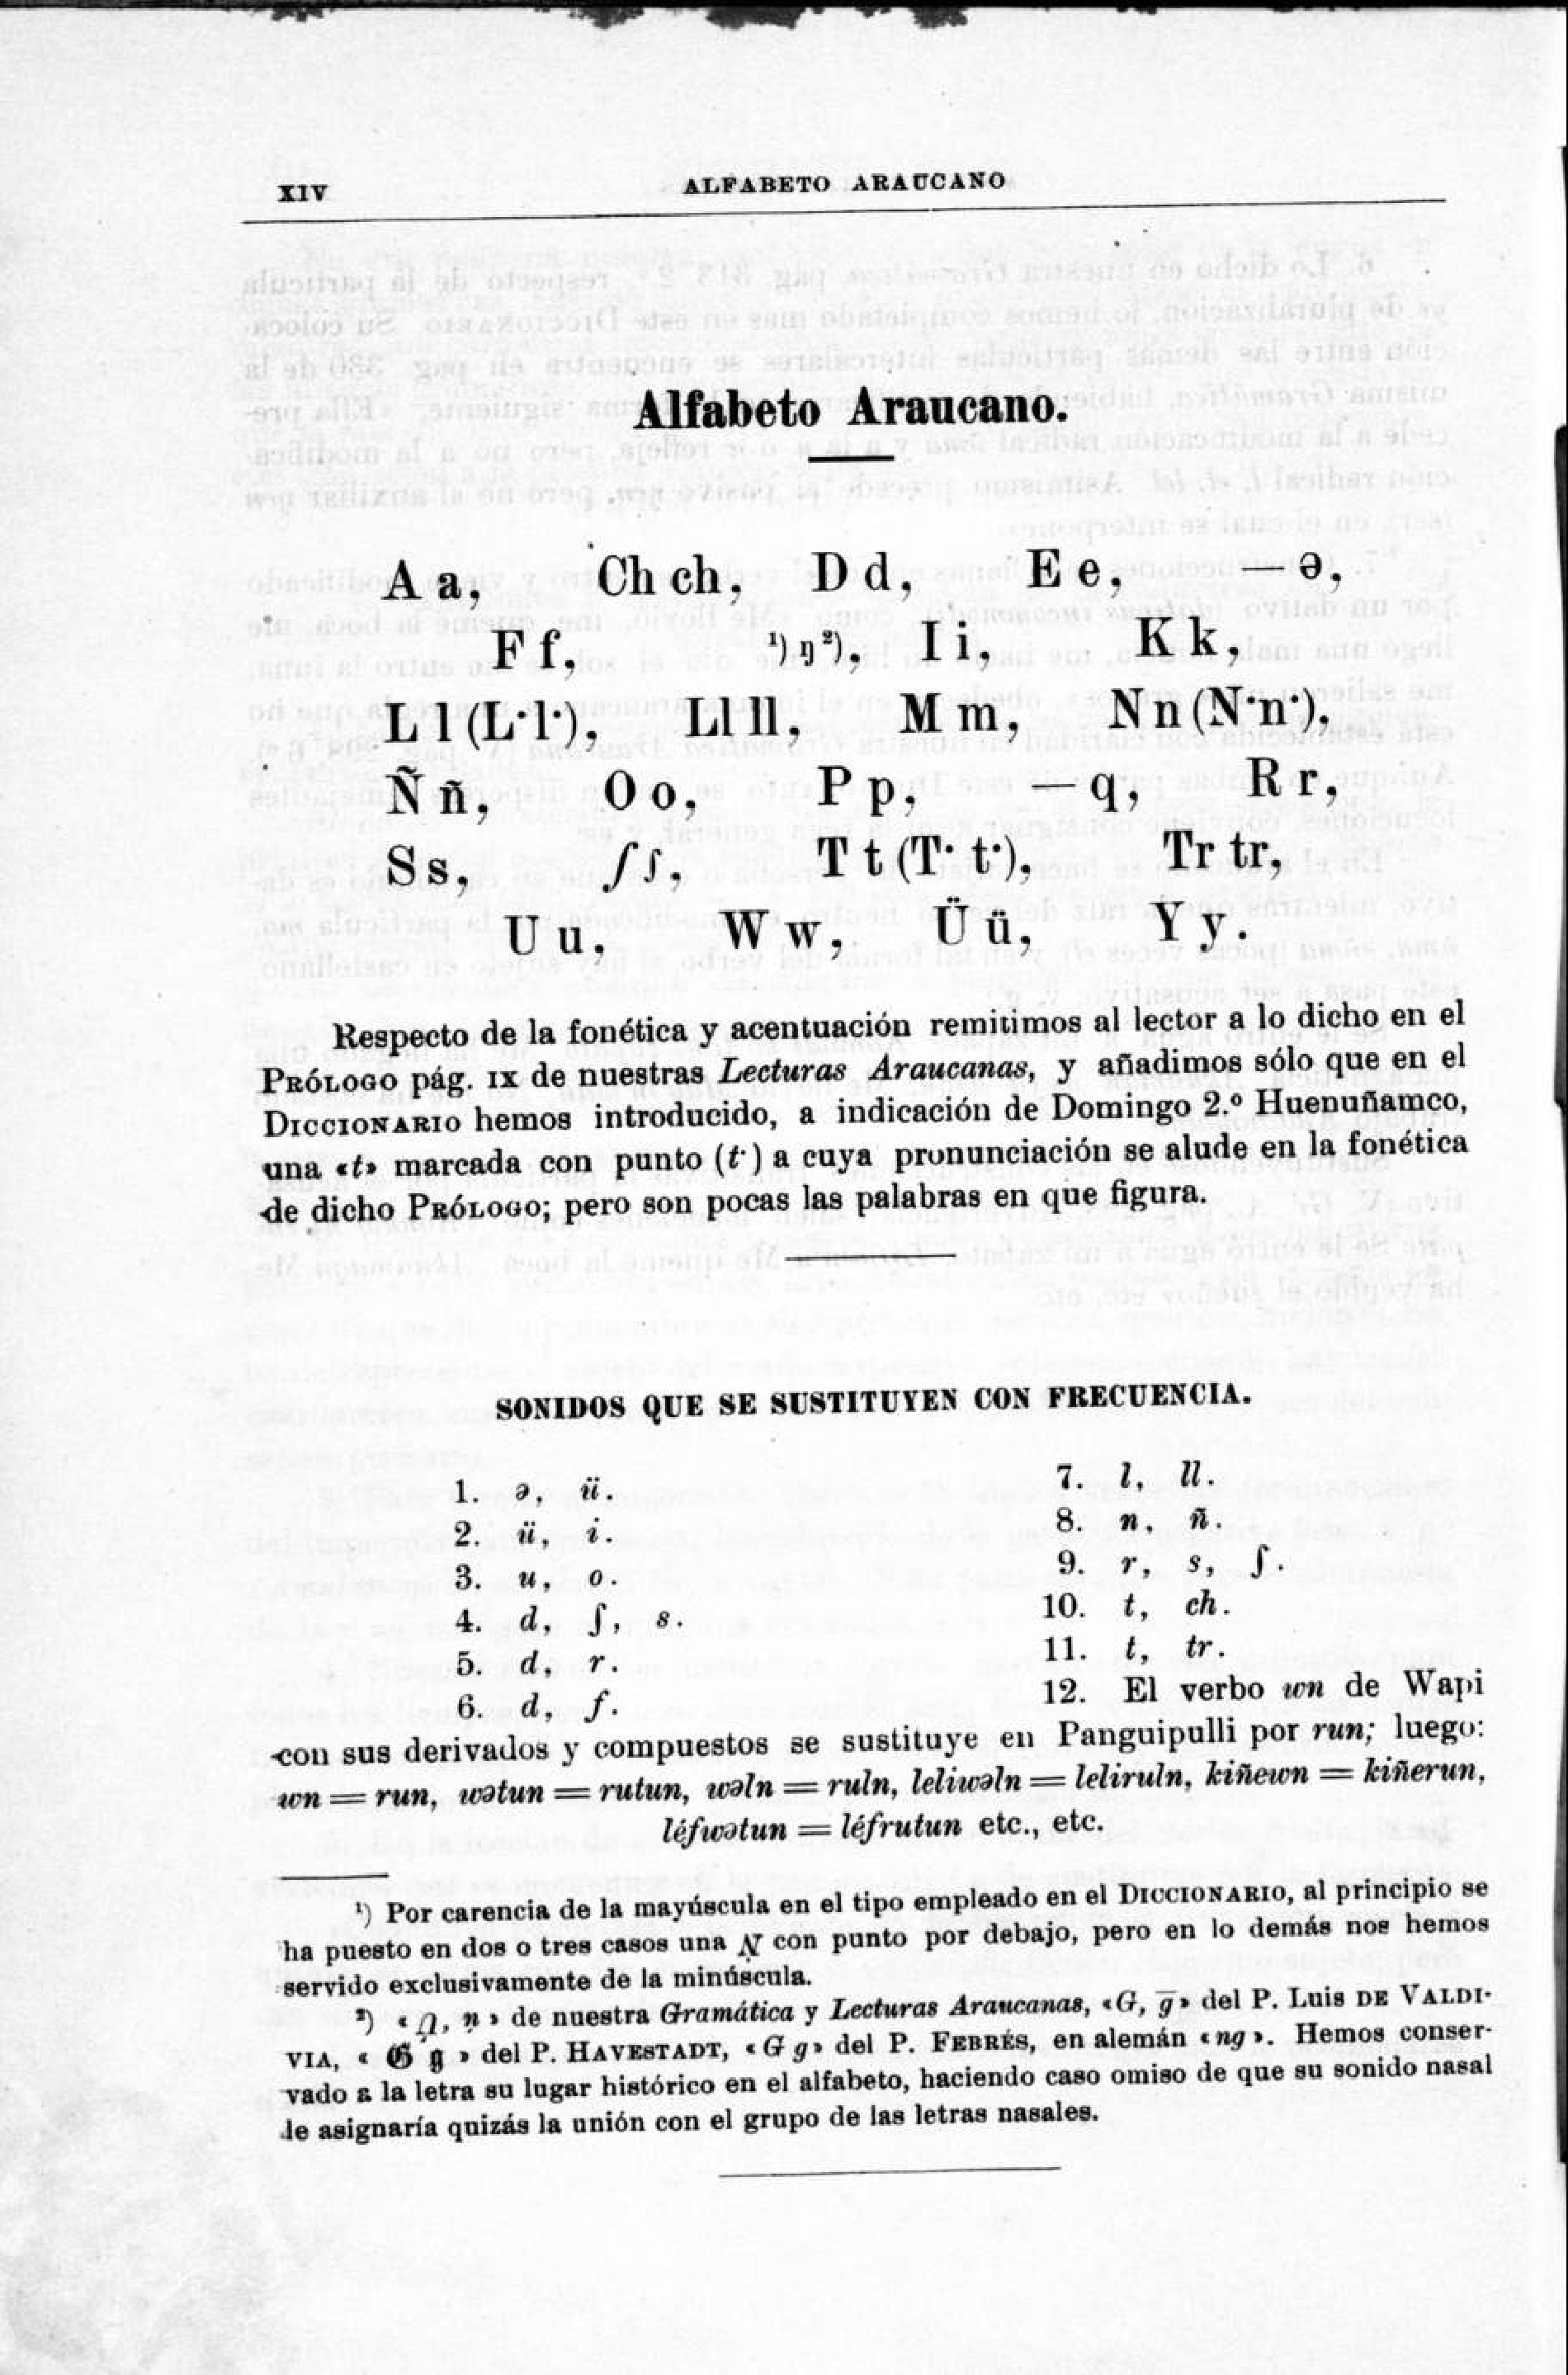 XIV ALFABETO ARAUCANO
Alfabeto Araucano.
A a, Ch ch, D d, E e, — ə,
F f, ¹) ŋ ²), I i, K k,
L l (L· l·), Ll ll, M m, N n (N· n·),
Ñ ñ, O o, P p, — q, R r,
S s, ʃ ʃ, T t (T· t·), Tr tr,
U u, W w, Ü ü, Y y.
Respecto de la fonética y acentuación remitimos al lector a lo dicho en el
PRÓLOGO pág. IX de nuestras Lecturas Araucanas, y añadimos sólo que en el
DICCIONARIO hemos introducido, a indicación de Domingo 2.º Huenuñamco,
una «t» marcada con punto (t·) a cuya pronunciación se alude en la fonética
de dicho PRÓLOGO; pero son pocas las palabras en que figura.
SONIDOS QUE SE SUSTITUYEN CON FRECUENCIA.
1. ə, ü.
2. ü, i.
3. u, o.
4. d, ʃ, s.
5. d, r.
6. d, f.
7. l, ll.
8. n, ñ.
9. r, s, ʃ.
10. t, ch.
11. t, tr.
12. El verbo wn de Wapi
con sus derivados y compuestos se sustituye en Panguipulli por run; luego:
wn = run, wətun = rutun, wəln = ruln, leliwəln = leliruln, kiñewn = kiñerun,
léfwətun = léfrutun etc., etc.
¹) Por carencia de la mayúscula en el tipo empleado en el DICCIONARIO, al principio se
ha puesto en dos o tres casos una Ṇ con punto por debajo, pero en lo demás nos hemos
servido exclusivamente de la minúscula.
²) « , ṇ » de nuestra Gramática y Lecturas Araucanas, «G, g̅» del P. Luis DE VALDI-
VIA, « 𝕲 𝖌 » del P. HAVESTADT, «G g» del P. FEBRÉS, en alemán «ng». Hemos conser-
vado a la letra su lugar histórico en el alfabeto, haciendo caso omiso de que su sonido nasal
le asignaría quizás la unión con el grupo de las letras nasales.